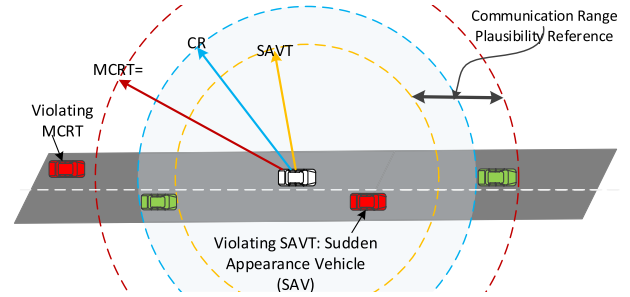 Communication Range
Plausibility Reference
CR
SAVT
MCRT=
Violating
MCRT
Violating SAVT: Sudden
Appearance Vehicle
(SAV)